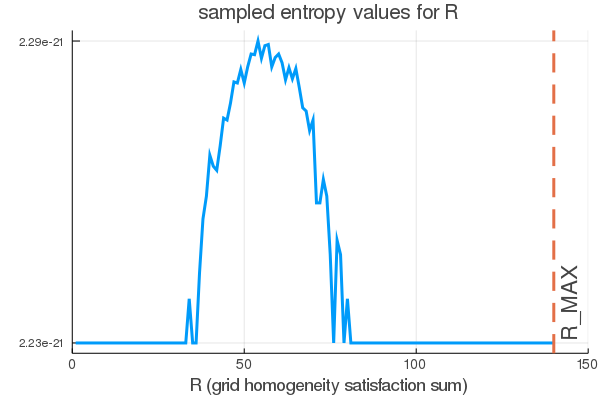 sampled entropy values for R
2.29e-21
2.23e-21
R_MAX
0
50
100
150
R (grid homogeneity satisfaction sum)